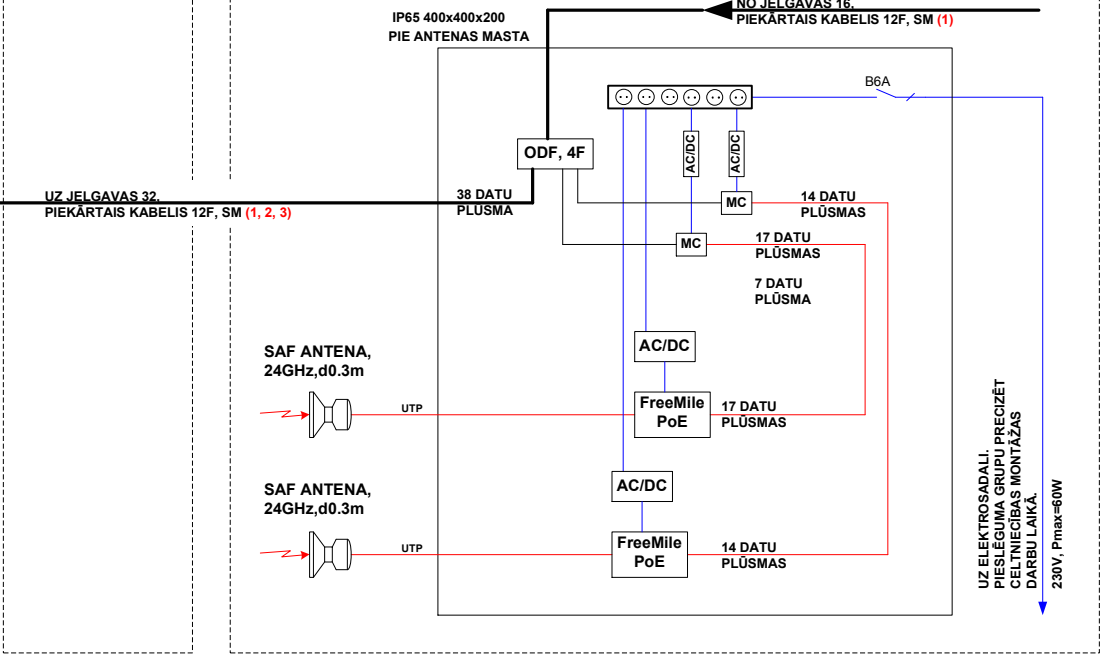 NO JELGAVAS 16,
PIEKĀRTAIS KABELIS 12F, SM (1)
IP65 400x400x200
PIE ANTENAS MASTA
B6A
AC/DC
AC/DC
ODF, 4F
UZ JELGAVAS 32,
PIEKĀRTAIS KABELIS 12F, SM (1, 2, 3)
38 DATU
PLŪSMA
MC
14 DATU
PLŪSMAS
MC
17 DATU
PLŪSMAS
7 DATU
PLŪSMA
AC/DC
SAF ANTENA,
24GHz,d0.3m
UTP
FreeMile
PoE
17 DATU
PLŪSMAS
AC/DC
SAF ANTENA,
24GHz,d0.3m
UTP
FreeMile
PoE
14 DATU
PLŪSMAS
UZ ELEKTROSADALI.
PIESLĒGUMA GRUPU PRECIZĒT
CELTNIECĪBAS MONTĀŽAS
DARBU LAIKĀ.
230V, Pmax=60W